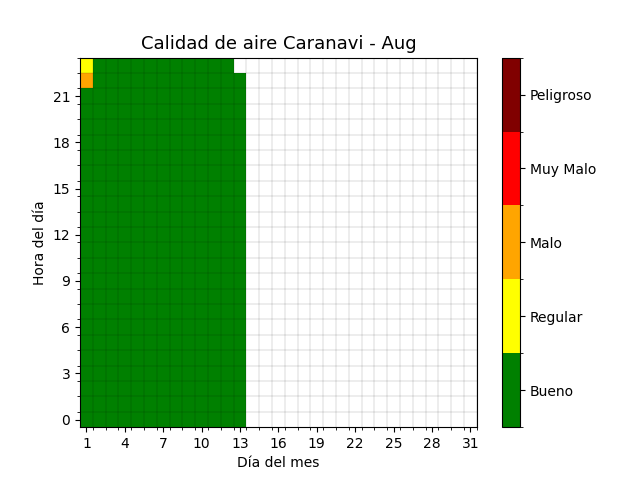 Calidad de aire Caranavi - Aug
Hora del día
21
18
15
12
9
6
3
0
1 4 7 10 13 16 19 22 25 28 31
Día del mes
Peligroso
Muy Malo
Malo
Regular
Bueno